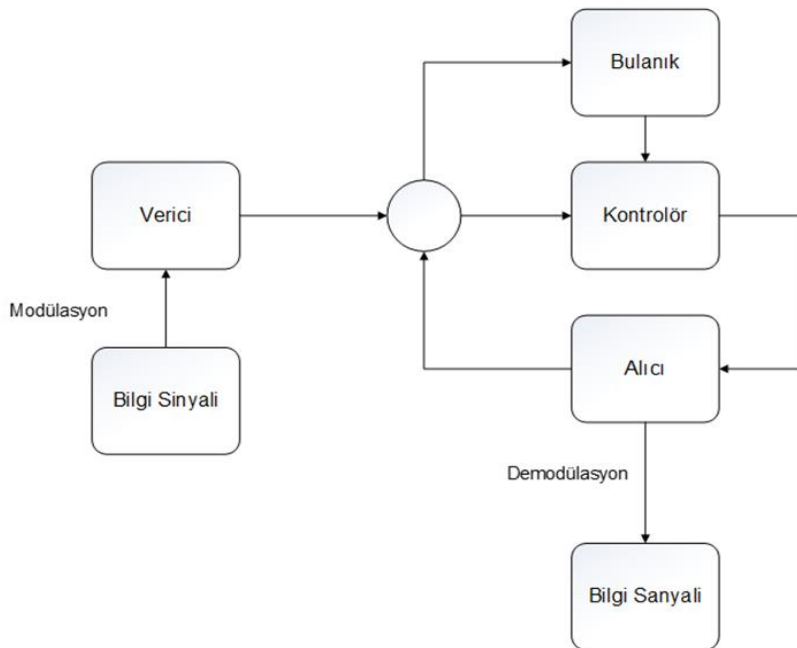 Bulanık
Verici
Kontrolör
Modülasyon
Alıcı
Bilgi Sinyali
Demodülasyon
Bilgi Sanyali